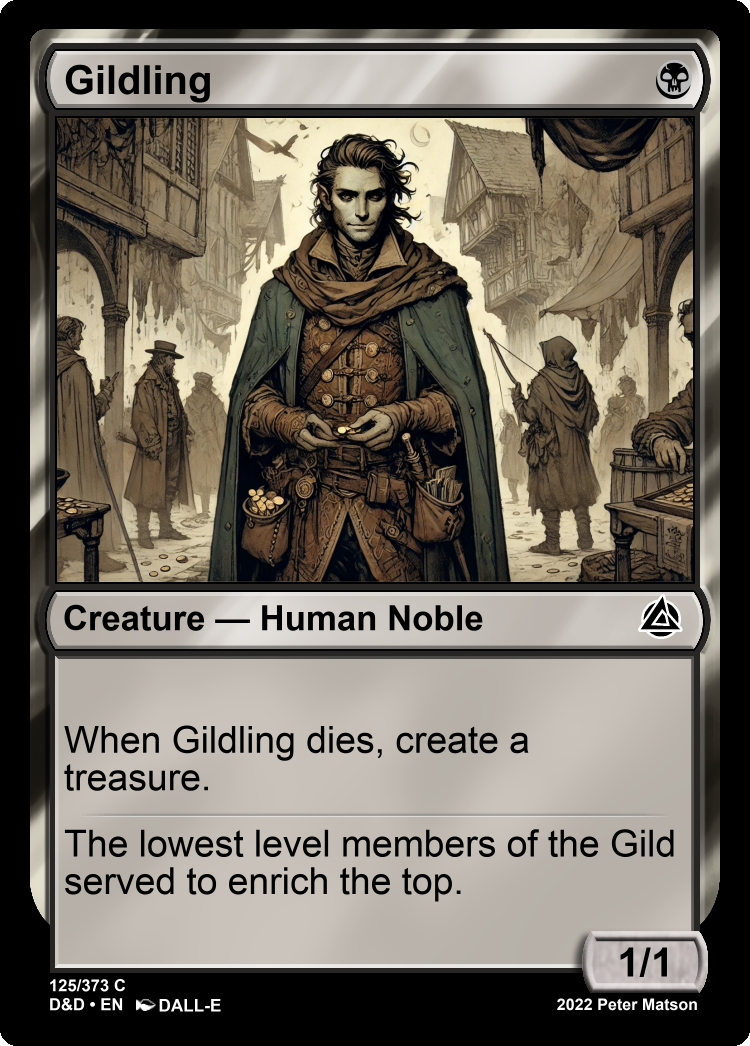 Gildling
Creature — Human Noble
When Gildling dies, create a
treasure.
The lowest level members of the Gild
served to enrich the top.
1/1
125/373 C
D&D • EN DALL-E
2022 Peter Matson